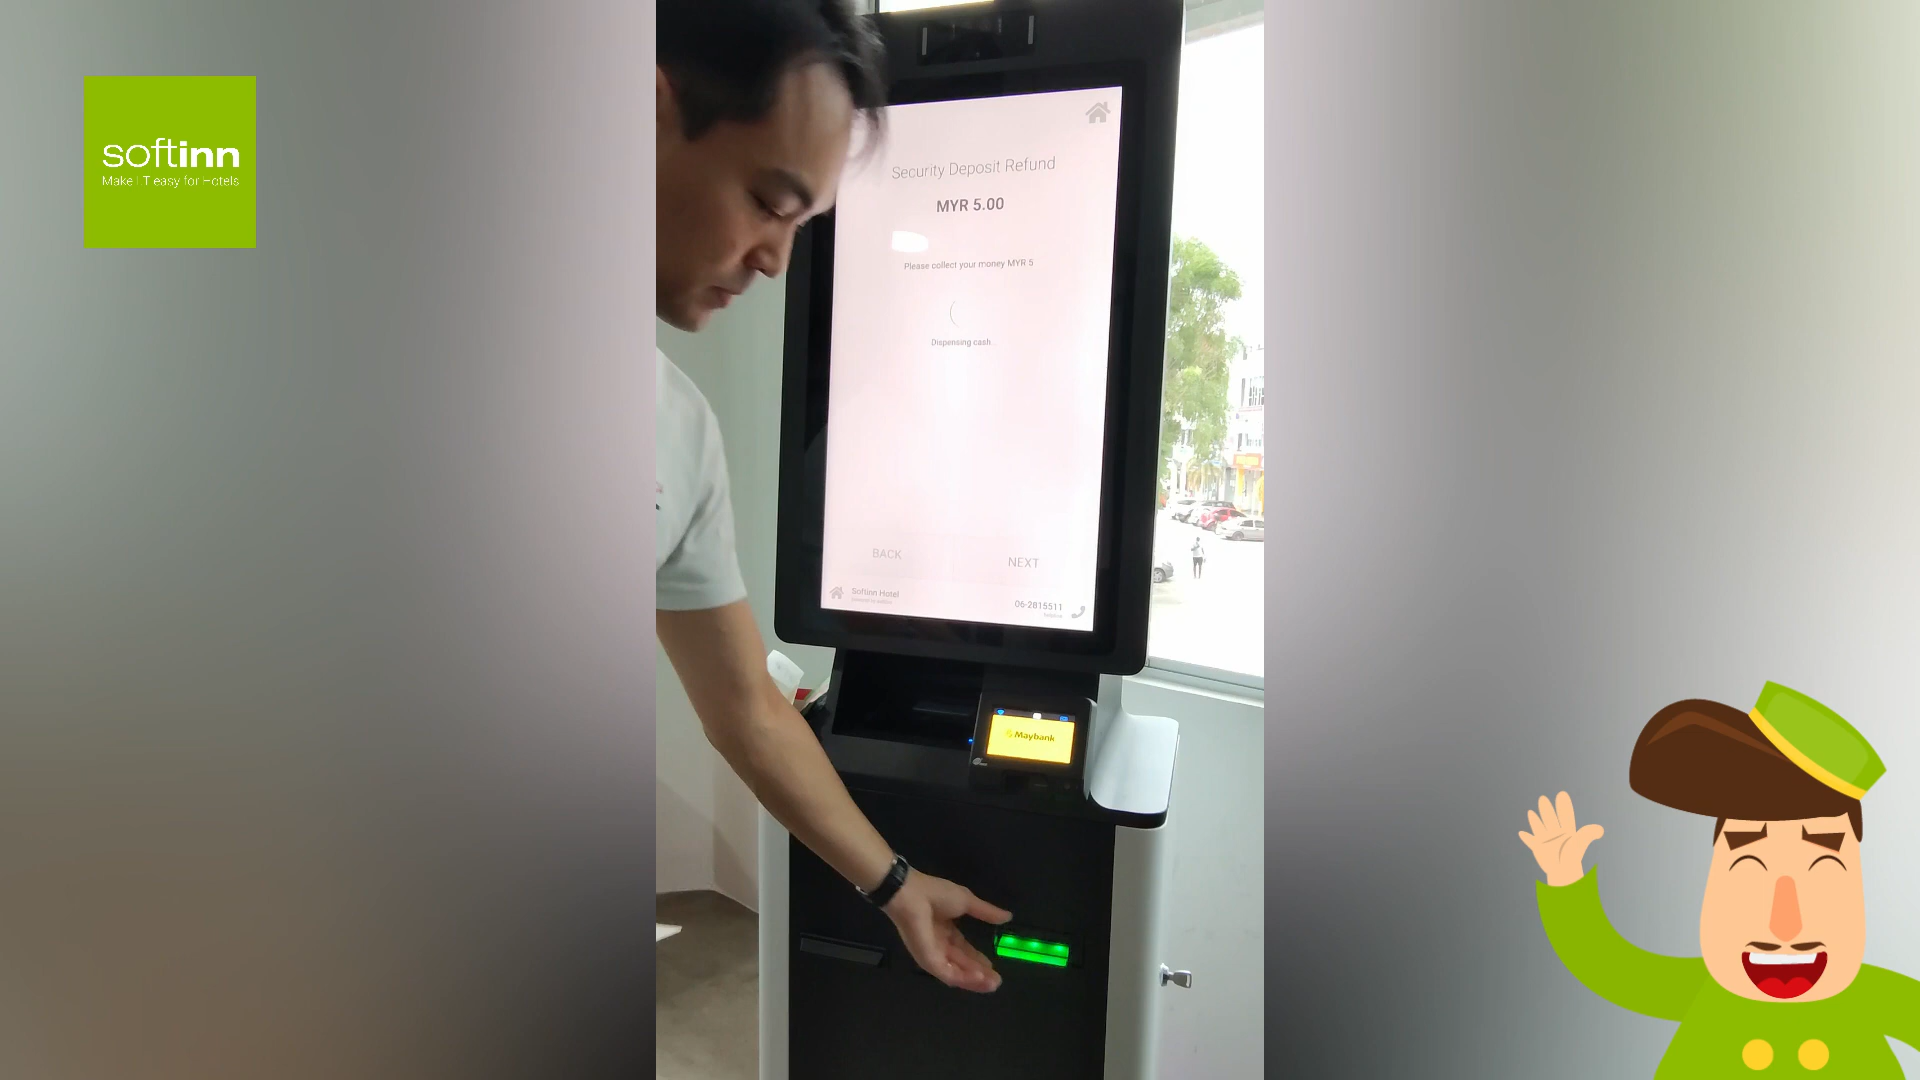 softinn
Make I.T easy for Hotels
Security Deposit Refund
MYR 5.00
Please collect your money MYR 5
Dispensing cash...
BACK
NEXT
Softinn Hotel
06-2815511
Maybank